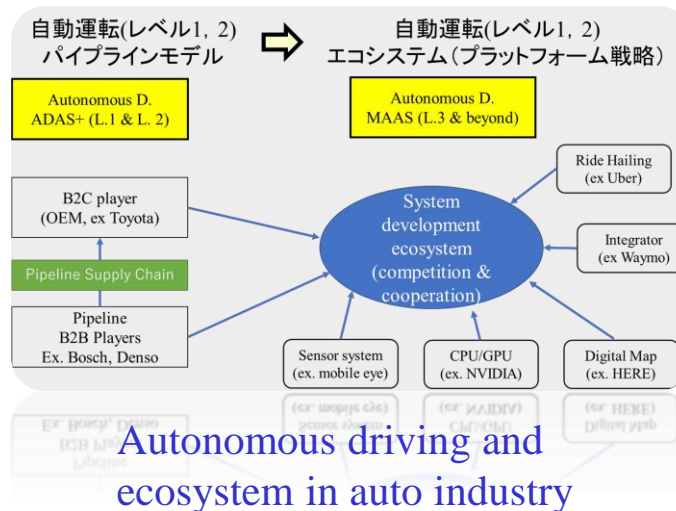 自動運転(レベル1, 2)
パイプラインモデル
自動運転(レベル1, 2)
エコシステム(プラットフォーム戦略)
Autonomous D.
ADAS+ (L.1 & L. 2)
Autonomous D.
MAAS (L.3 & beyond)
B2C player
(OEM, ex Toyota)
Pipeline Supply Chain
Pipeline
B2B Players
Ex. Bosch, Denso
System
development
ecosystem
(competition &
cooperation)
Ride Hailing
(ex Uber)
Integrator
(ex Waymo)
Sensor system
(ex. mobile eye)
CPU/GPU
(ex. NVIDIA)
Digital Map
(ex. HERE)
Autonomous driving and
ecosystem in auto industry